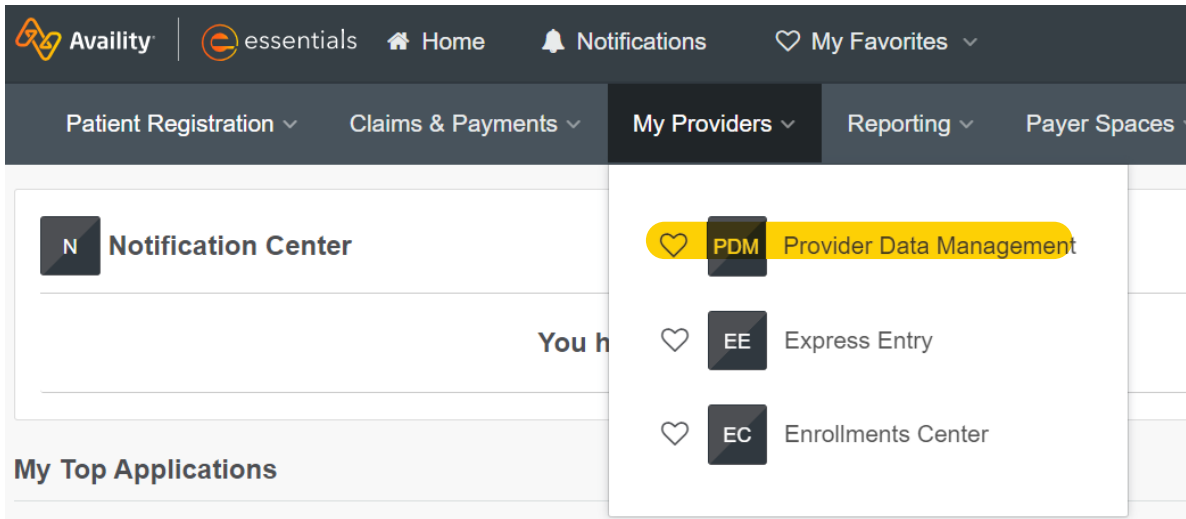 Availity essentials Home Notifications My Favorites
Patient Registration Claims & Payments My Providers Reporting Payer Spaces
N Notification Center
PDM Provider Data Management
You h
EE Express Entry
EC Enrollments Center
My Top Applications